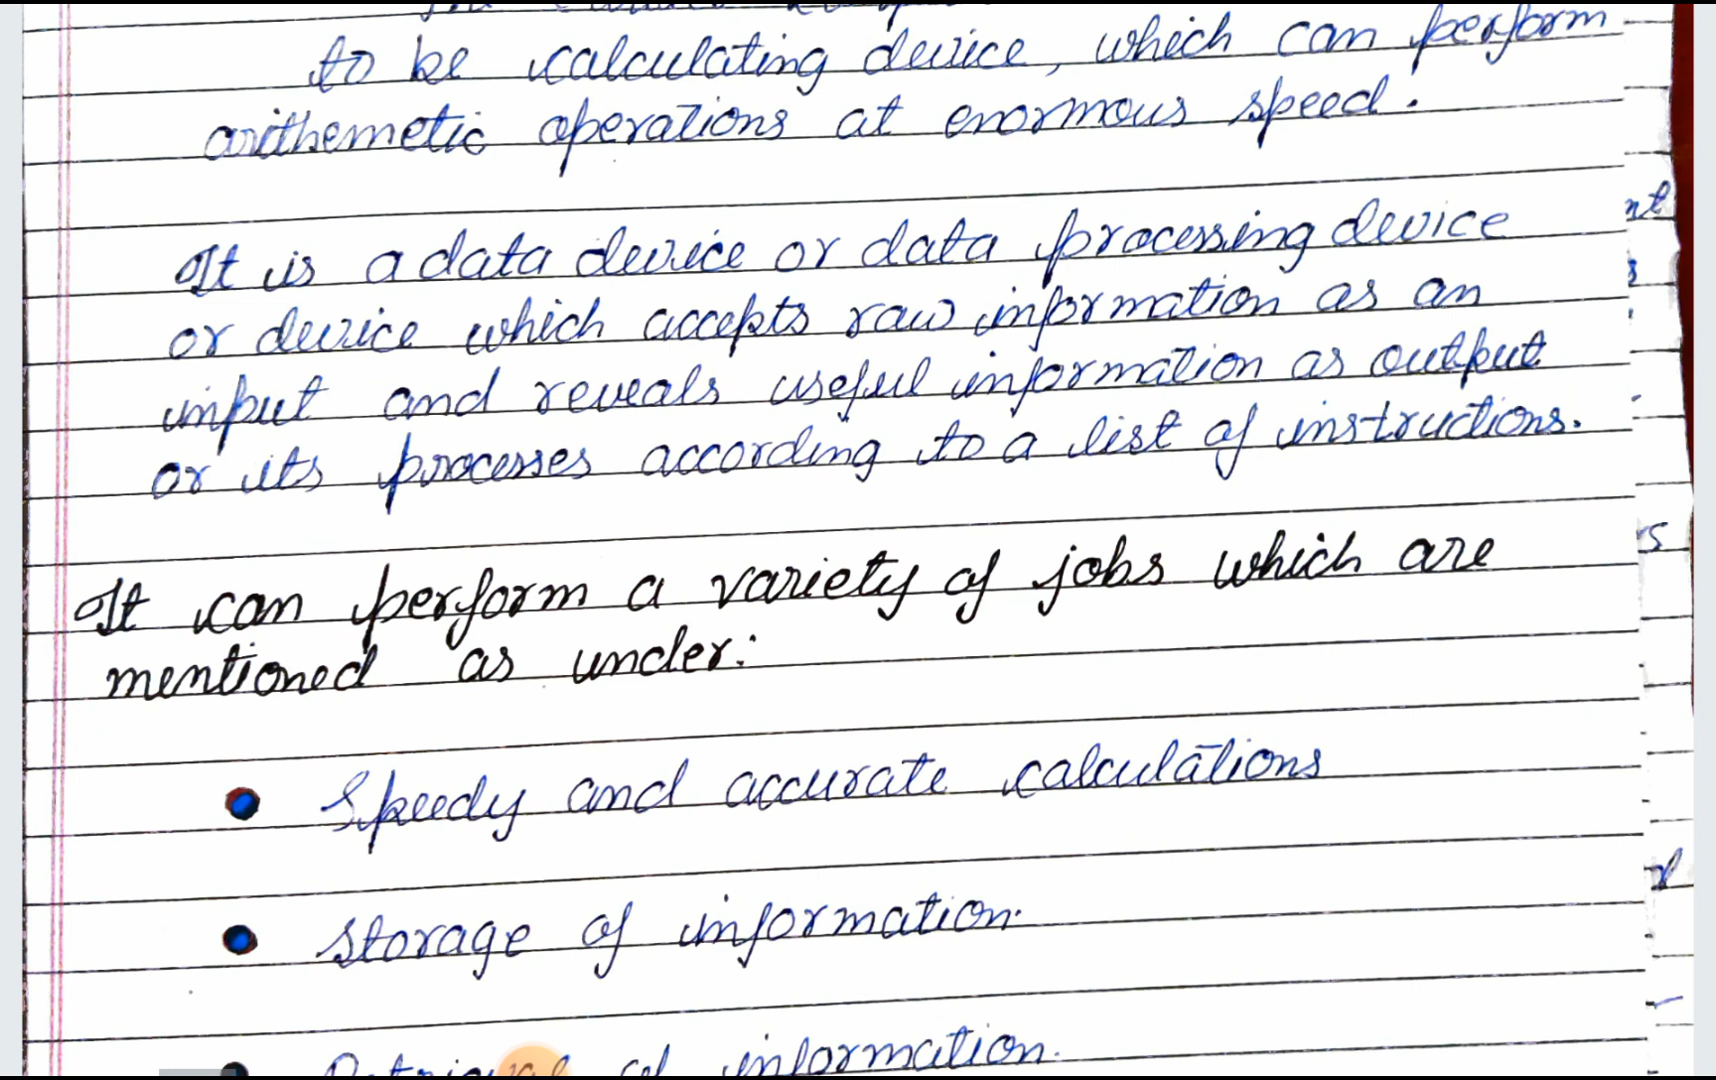 to be calculating device, which can perform
arithemetic operations at enormous speed.
It is a data device or data processing device
or device which accepts raw information as an
input and reveals useful information as output
or its processes according to a list of instructions.
It can perform a variety of jobs which are
mentioned as under:
• Speedy and accurate calculations
• storage of information.
of information.